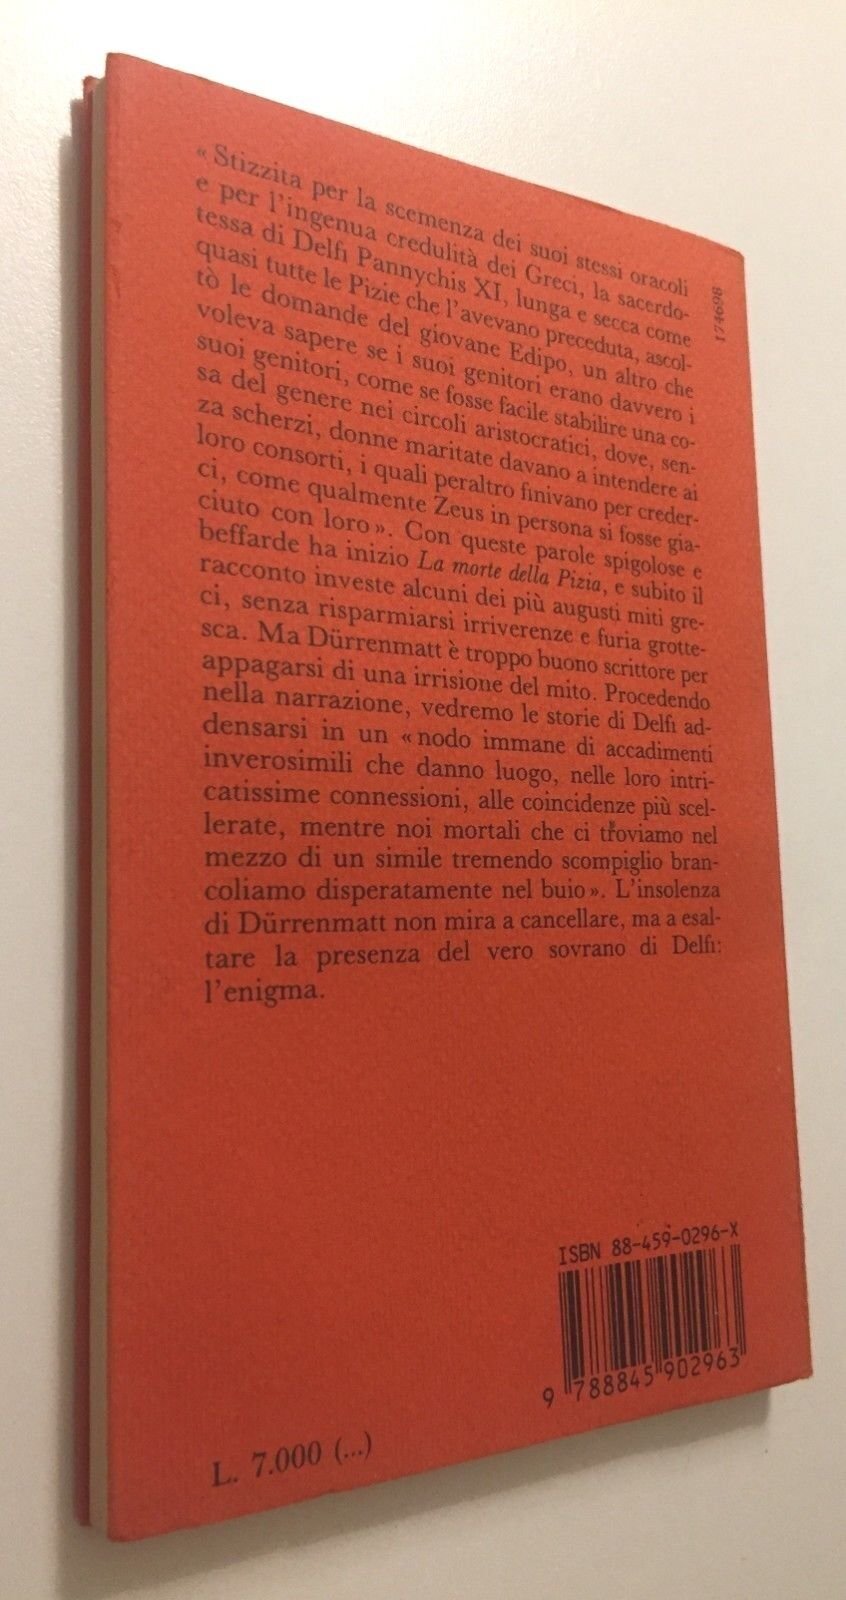 « Stizzita per la scemenza dei suoi stessi oracoli
e per l'ingenua credulità dei Greci, la sacerdo-
tessa di Delfi Pannychis XI, lunga e secca come
quasi tutte le Pizie che l'avevano preceduta, ascol-
tò le domande del giovane Edipo, un altro che
voleva sapere se i suoi genitori erano davvero i
suoi genitori, come se fosse facile stabilire una co-
sa del genere nei circoli aristocratici, dove, sen-
za scherzi, donne maritate davano a intendere ai
loro consorti, i quali peraltro finivano per creder-
ci, come qualmente Zeus in persona si fosse gia-
ciuto con loro ». Con queste parole spigolose e
beffarde ha inizio La morte della Pizia, e subito il
racconto investe alcuni dei più augusti miti gre-
ci, senza risparmiarsi irriverenze e furia grotte-
sca. Ma Dürrenmatt è troppo buono scrittore per
appagarsi di una irrisione del mito. Procedendo
nella narrazione, vedremo le storie di Delfi ad-
densarsi in un « nodo immane di accadimenti
inverosimili che danno luogo, nelle loro intri-
catissime connessioni, alle coincidenze più scel-
lerate, mentre noi mortali che ci troviamo nel
mezzo di un simile tremendo scompiglio bran-
coliamo disperatamente nel buio ». L'insolenza
di Dürrenmatt non mira a cancellare, ma a esal-
tare la presenza del vero sovrano di Delfi:
l'enigma.
174698
ISBN 88-459-0296-X
9 788845 902963
L. 7.000 (...)